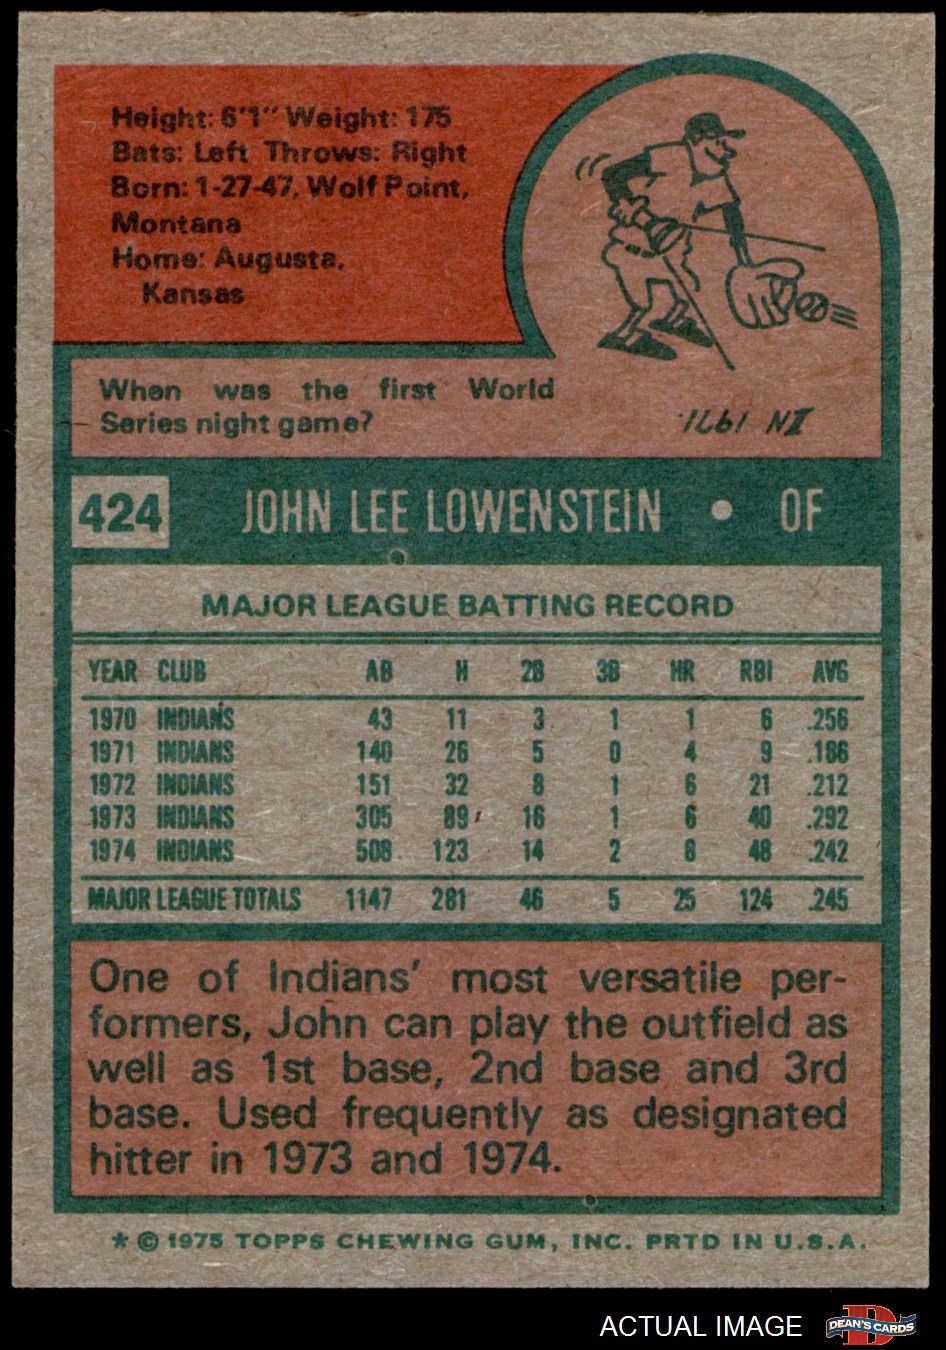 Height: 6'1" Weight: 175
Bats: Left Throws: Right
Born: 1-27-47, Wolf Point,
Montana
Home: Augusta,
Kansas
When was the first World
Series night game?
IN 1971.
424 JOHN LEE LOWENSTEIN • OF
MAJOR LEAGUE BATTING RECORD
YEAR CLUB AB H 2B 3B HR RBI AVG
1970 INDIANS 43 11 3 1 1 6 .256
1971 INDIANS 140 26 5 0 4 9 .186
1972 INDIANS 151 32 8 1 6 21 .212
1973 INDIANS 305 89 16 1 6 40 .292
1974 INDIANS 508 123 14 2 8 48 .242
MAJOR LEAGUE TOTALS 1147 281 46 5 25 124 .245
One of Indians' most versatile per-
formers, John can play the outfield as
well as 1st base, 2nd base and 3rd
base. Used frequently as designated
hitter in 1973 and 1974.
* © 1975 TOPPS CHEWING GUM, INC. PRTD IN U.S.A.
ACTUAL IMAGE
D
DEAN'S CARDS